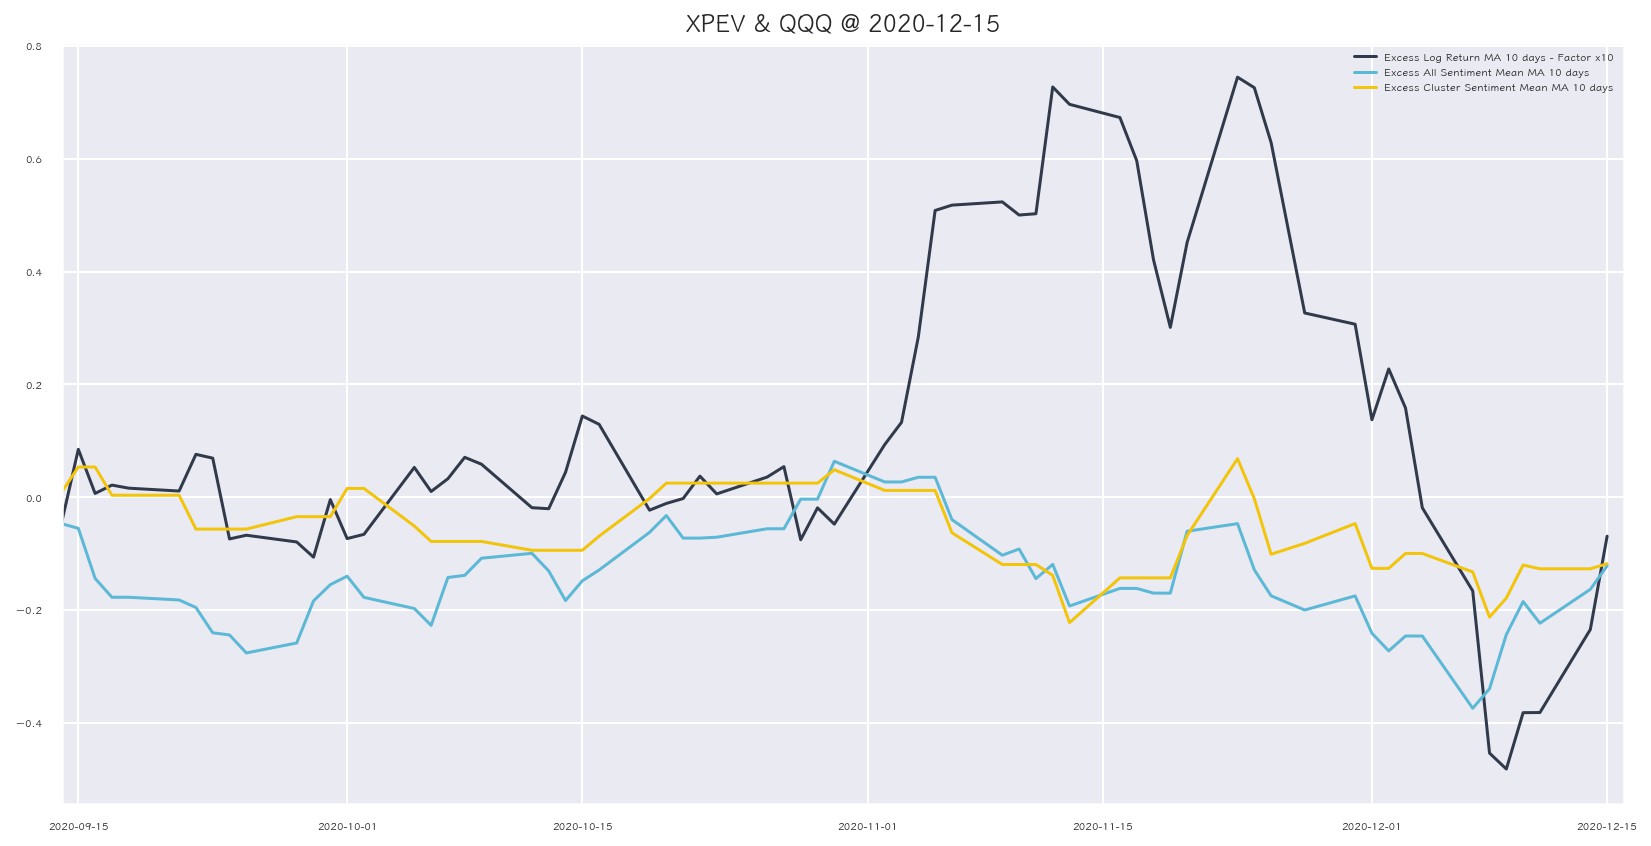 XPEV & QQQ @ 2020-12-15
Excess Log Return MA 10 days - Factor x10
Excess All Sentiment Mean MA 10 days
Excess Cluster Sentiment Mean MA 10 days
0.8
0.6
0.4
0.2
0.0
−0.2
−0.4
2020-09-15 2020-10-01 2020-10-15 2020-11-01 2020-11-15 2020-12-01 2020-12-15